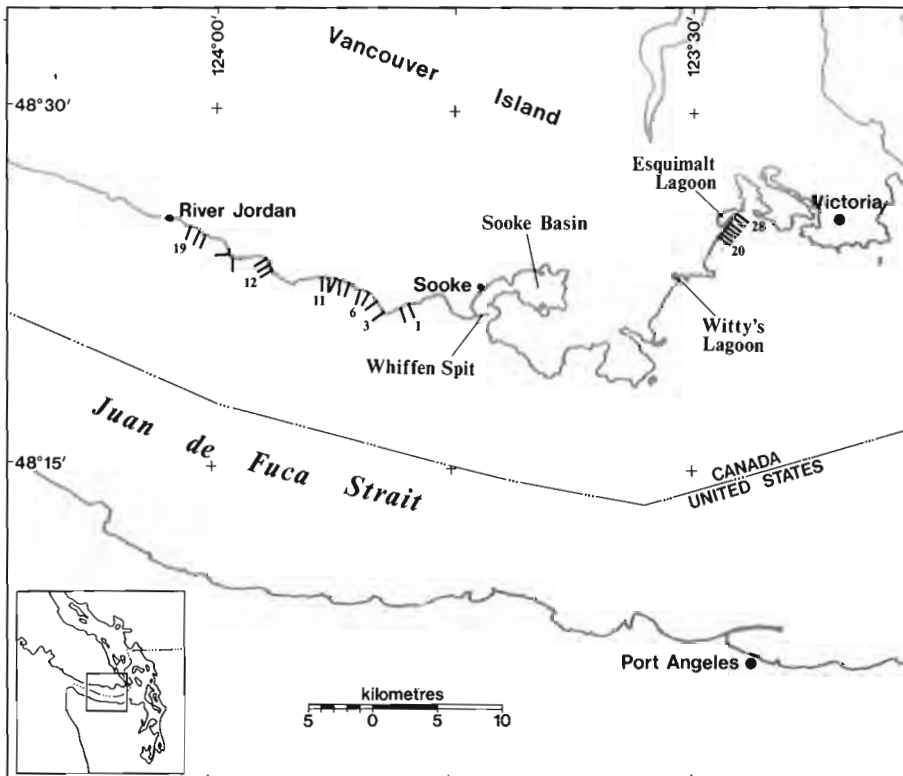 124°00'
123°30'
Vancouver
Island
48°30'
Esquimalt
Lagoon
River Jordan
Victoria
28
Sooke Basin
19
20
12
Sooke
11
6
3
1
Witty's
Lagoon
Whiffen Spit
Juan de Fuca Strait
48°15'
CANADA
UNITED STATES
Port Angeles
kilometres
5 0 5 10